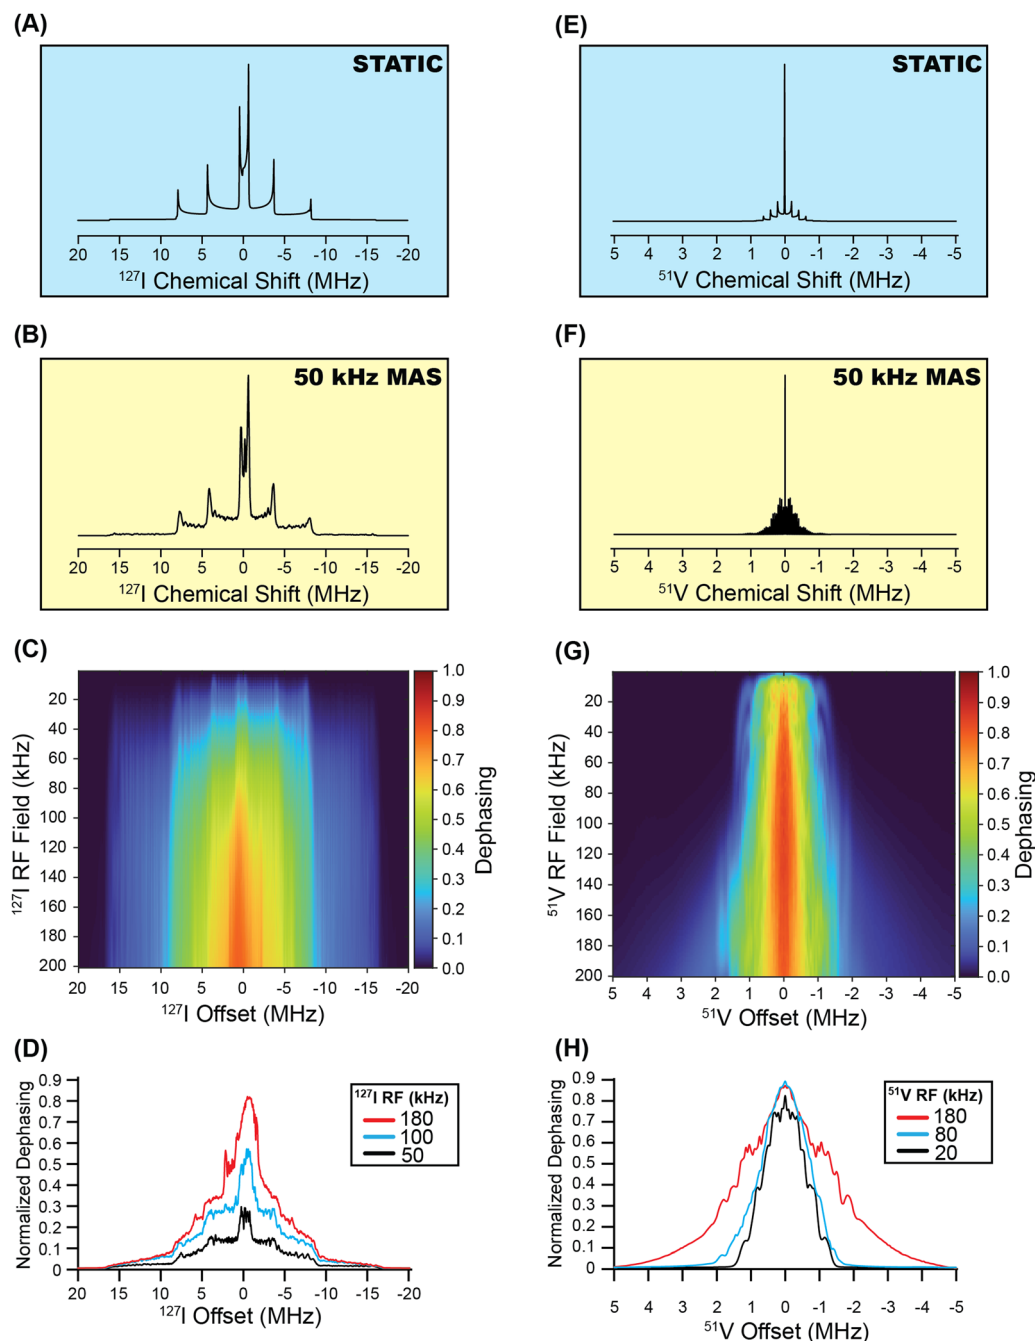 (A)
STATIC
20 15 10 5 0 -5 -10 -15 -20
¹²⁷I Chemical Shift (MHz)
(E)
STATIC
5 4 3 2 1 0 -1 -2 -3 -4 -5
⁵¹V Chemical Shift (MHz)
(B)
50 kHz MAS
20 15 10 5 0 -5 -10 -15 -20
¹²⁷I Chemical Shift (MHz)
(F)
50 kHz MAS
5 4 3 2 1 0 -1 -2 -3 -4 -5
⁵¹V Chemical Shift (MHz)
(C)
¹²⁷I RF Field (kHz)
20
40
60
80
100
120
140
160
180
200
20 15 10 5 0 -5 -10 -15 -20
¹²⁷I Offset (MHz)
1.0
0.9
0.8
0.7
0.6
0.5
0.4
0.3
0.2
0.1
0.0
Dephasing
(G)
⁵¹V RF Field (kHz)
20
40
60
80
100
120
140
160
180
200
5 4 3 2 1 0 -1 -2 -3 -4 -5
⁵¹V Offset (MHz)
1.0
0.9
0.8
0.7
0.6
0.5
0.4
0.3
0.2
0.1
0.0
Dephasing
(D)
Normalized Dephasing
0.9
0.8
0.7
0.6
0.5
0.4
0.3
0.2
0.1
0
¹²⁷I RF (kHz)
180
100
50
20 15 10 5 0 -5 -10 -15 -20
¹²⁷I Offset (MHz)
(H)
Normalized Dephasing
0.9
0.8
0.7
0.6
0.5
0.4
0.3
0.2
0.1
0
⁵¹V RF (kHz)
180
80
20
5 4 3 2 1 0 -1 -2 -3 -4 -5
⁵¹V Offset (MHz)